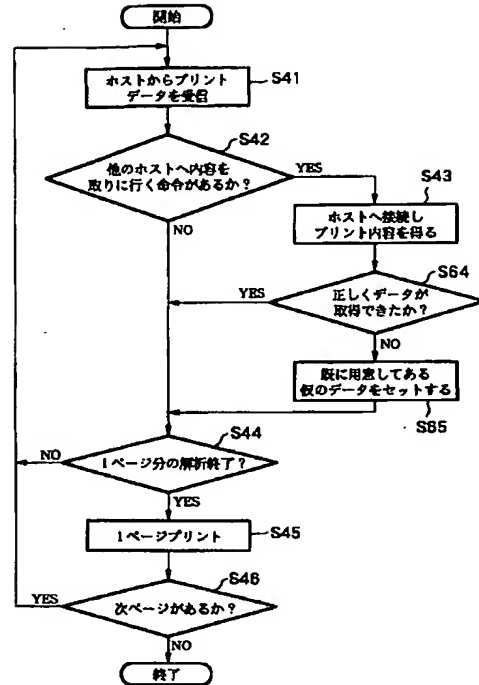 開始
ホストからプリント
データを受信
S41
S42
他のホストへ内容を
取りに行く命令があるか？
YES
NO
S43
ホストへ接続し
プリント内容を得る
S64
正しくデータが
取得できたか？
YES
NO
既に用意してある
仮のデータをセットする
S65
S44
1ページ分の解析終了？
NO
YES
1ページプリント
S45
S46
次ページがあるか？
YES
NO
終了